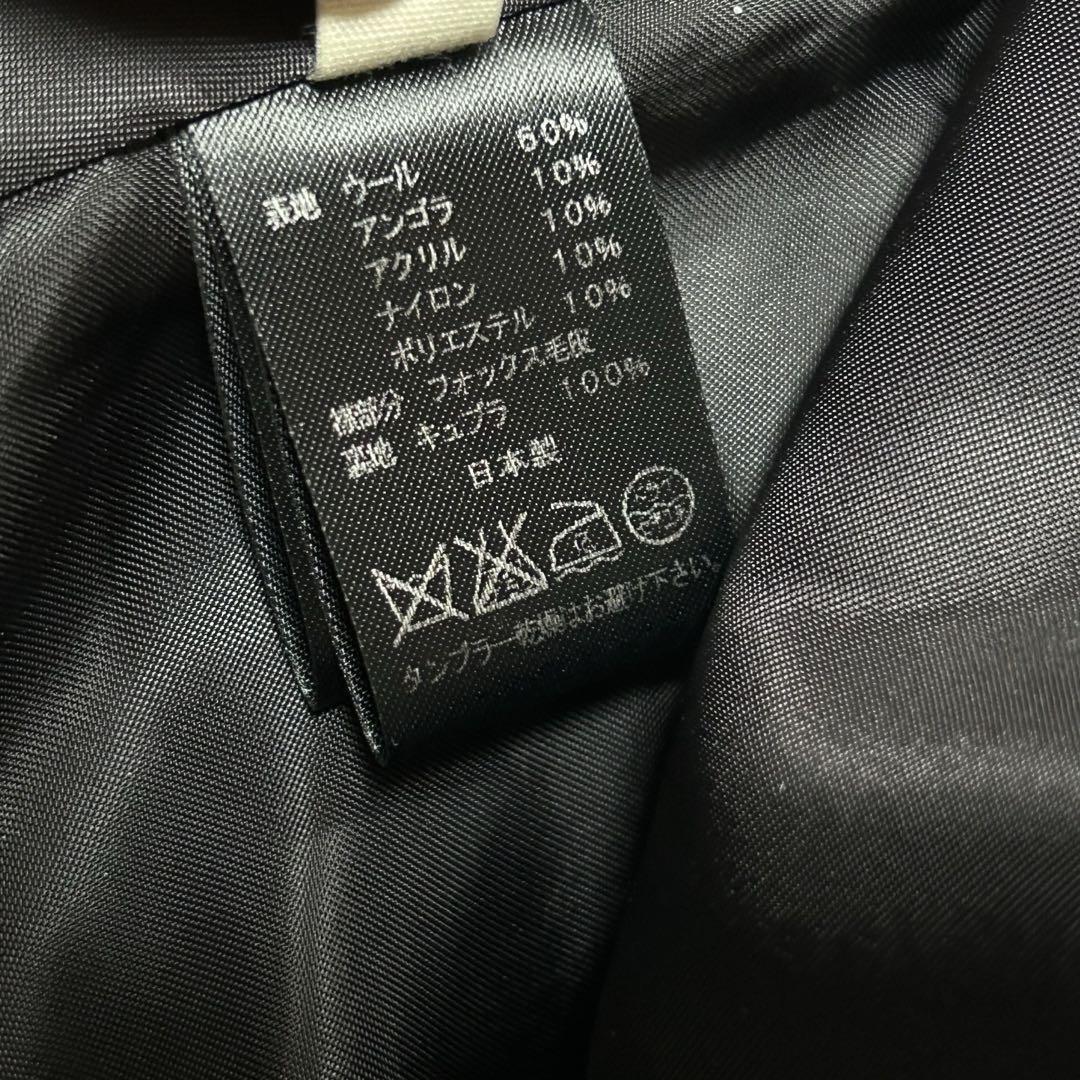 表地 ウール 60%
アンゴラ 10%
アクリル 10%
ナイロン 10%
ポリエステル 10%
襟部分 フォックス毛皮
裏地 キュプラ 100%
日本製
タンブラー乾燥はお避け下さい。